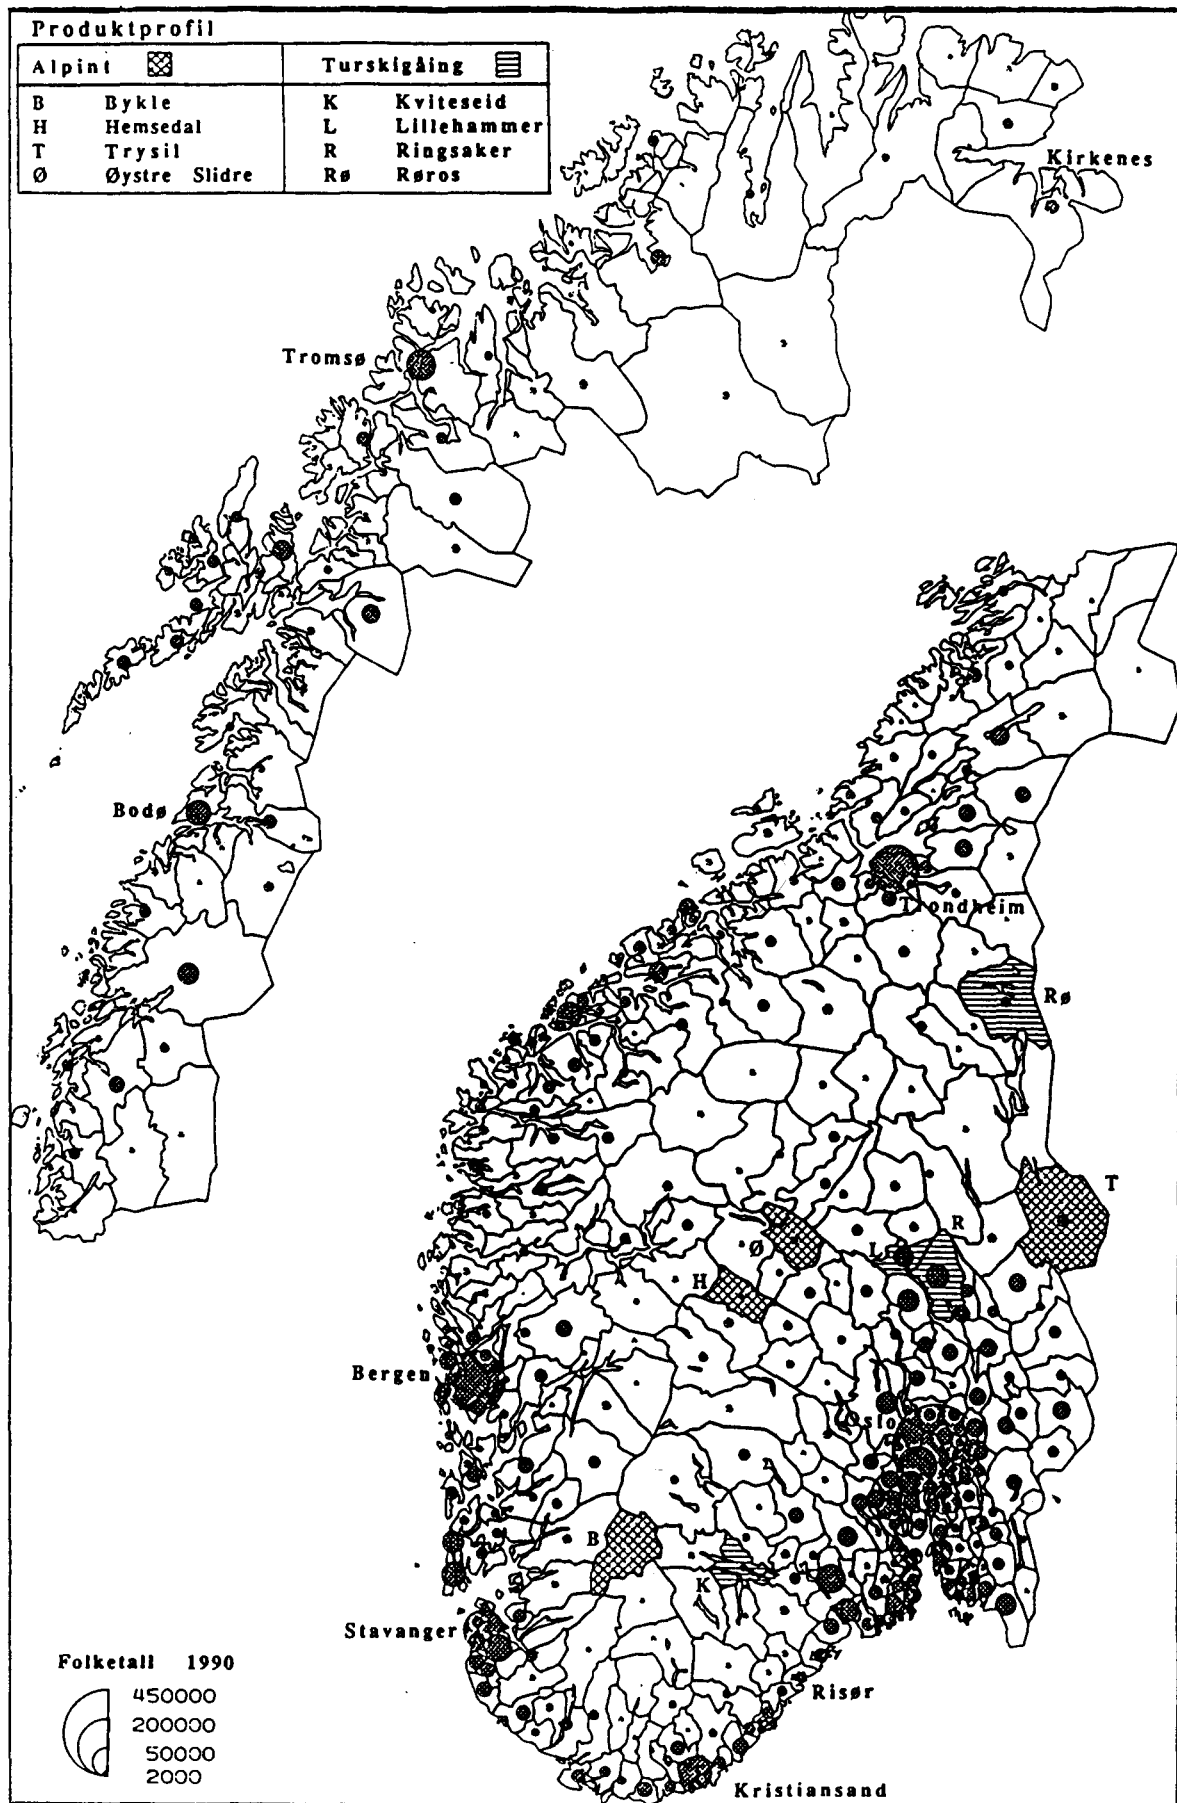 Produktprofil
Alpint Turskigåing
B Bykle K Kviteseid
H Hemsedal L Lillehammer
T Trysil R Ringsaker
Ø Øystre Slidre Rø Røros
Kirkenes
Tromsø
Bodø
Trondheim
Rø
T
R
L
Ø
H
Bergen
Oslo
B
K
Stavanger
Risør
Kristiansand
Folketall 1990
450000
200000
50000
2000